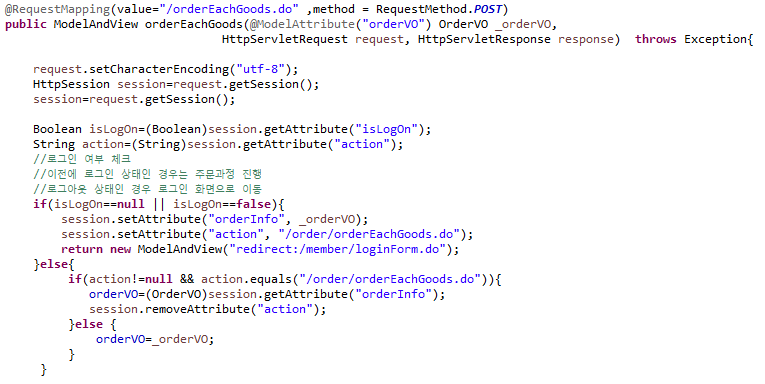 @RequestMapping(value="/orderEachGoods.do" ,method = RequestMethod.POST)
public ModelAndView orderEachGoods(@ModelAttribute("orderVO") OrderVO _orderVO,
HttpServletRequest request, HttpServletResponse response)  throws Exception{
request.setCharacterEncoding("utf-8");
HttpSession session=request.getSession();
session=request.getSession();
Boolean isLogOn=(Boolean)session.getAttribute("isLogOn");
String action=(String)session.getAttribute("action");
//로그인 여부 체크
//이전에 로그인 상태인 경우는 주문과정 진행
//로그아웃 상태인 경우 로그인 화면으로 이동
if(isLogOn==null || isLogOn==false){
session.setAttribute("orderInfo", _orderVO);
session.setAttribute("action", "/order/orderEachGoods.do");
return new ModelAndView("redirect:/member/loginForm.do");
}else{
if(action!=null && action.equals("/order/orderEachGoods.do")){
orderVO=(OrderVO)session.getAttribute("orderInfo");
session.removeAttribute("action");
}else {
orderVO=_orderVO;
}
}